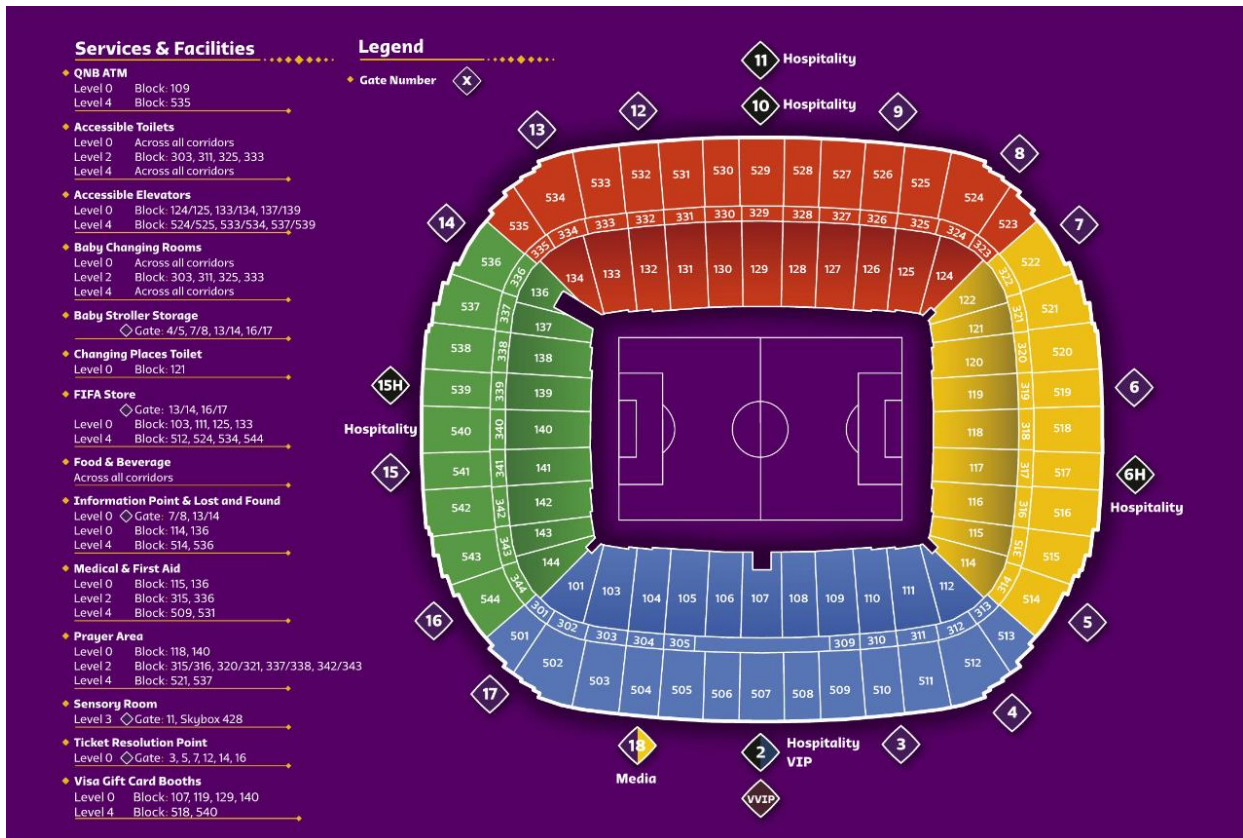 Services & Facilities
QNB ATM
Level 0 Block: 109
Level 4 Block: 535
Accessible Toilets
Level 0 Across all corridors
Level 2 Block: 303, 311, 325, 333
Level 4 Across all corridors
Accessible Elevators
Level 0 Block: 124/125, 133/134, 137/139
Level 4 Block: 524/525, 533/534, 537/539
Baby Changing Rooms
Level 0 Across all corridors
Level 2 Block: 303, 311, 325, 333
Level 4 Across all corridors
Baby Stroller Storage
Gate: 4/5, 7/8, 13/14, 16/17
Changing Places Toilet
Level 0 Block: 121
FIFA Store
Gate: 13/14, 16/17
Level 0 Block: 103, 111, 125, 133
Level 4 Block: 512, 524, 534, 544
Food & Beverage
Across all corridors
Information Point & Lost and Found
Level 0 Gate: 7/8, 13/14
Level 0 Block: 114, 136
Level 4 Block: 514, 536
Medical & First Aid
Level 0 Block: 115, 136
Level 2 Block: 315, 336
Level 4 Block: 509, 531
Prayer Area
Level 0 Block: 118, 140
Level 2 Block: 315/316, 320/321, 337/338, 342/343
Level 4 Block: 521, 537
Sensory Room
Level 3 Gate: 11, Skybox 428
Ticket Resolution Point
Level 0 Gate: 3, 5, 7, 12, 14, 16
Visa Gift Card Booths
Level 0 Block: 107, 119, 129, 140
Level 4 Block: 518, 540
Legend
Gate Number X
11 Hospitality
10 Hospitality
12
9
13
8
14
7
15H
Hospitality
15
6
6H
Hospitality
16
5
17
4
18
Media
2 Hospitality
VIP
3
VVIP
535 534 533 532 531 530 529 528 527 526 525 524 523
335 334 333 332 331 330 329 328 327 326 325 324 323
134 133 132 131 130 129 128 127 126 125 124
536 336 136
537 337 137
538 338 138
539 339 139
540 340 140
541 341 141
542 342 142
543 343 143
544 344 144
122 322 522
121 321 521
120 320 520
119 319 519
118 318 518
117 317 517
116 316 516
115 315 515
114 314 514
101 103 104 105 106 107 108 109 110 111 112
301 302 303 304 305 309 310 311 312 313
501 502 503 504 505 506 507 508 509 510 511 512 513